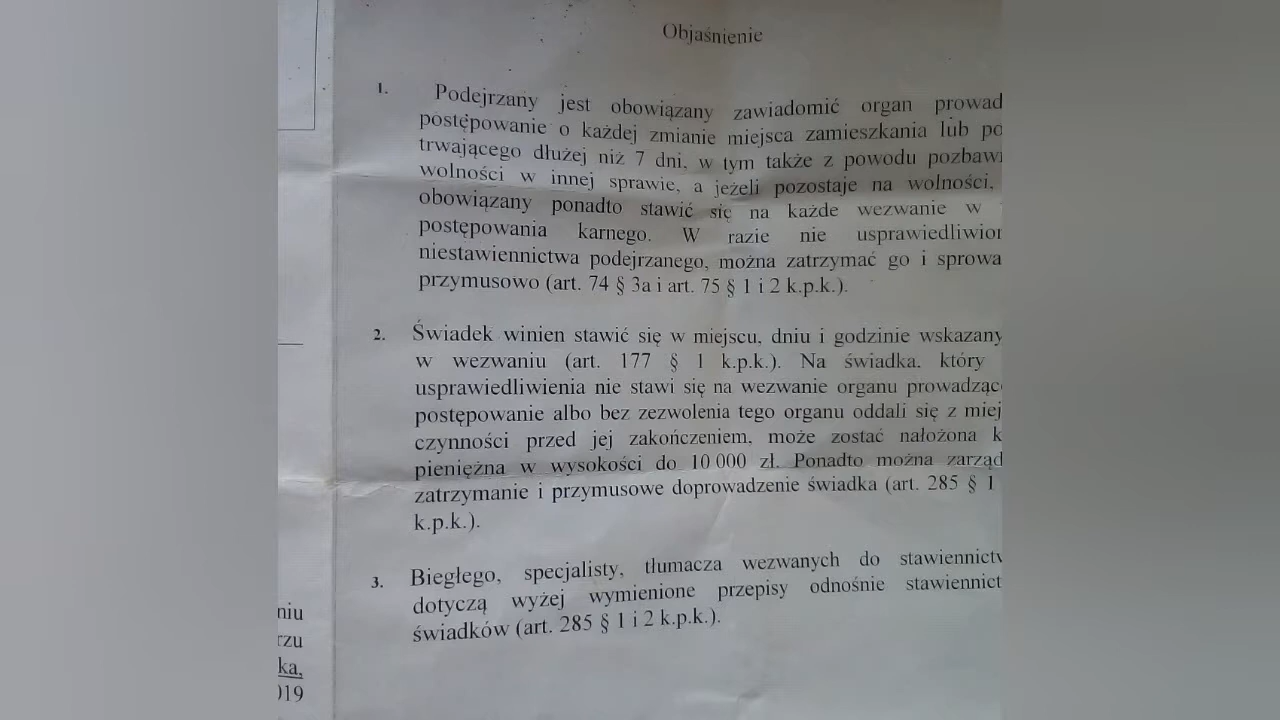 Objaśnienie
1. Podejrzany jest obowiązany zawiadomić organ prowad
postępowanie o każdej zmianie miejsca zamieszkania lub po
trwającego dłużej niż 7 dni, w tym także z powodu pozbawi
wolności w innej sprawie, a jeżeli pozostaje na wolności,
obowiązany ponadto stawić się na każde wezwanie w
postępowania karnego. W razie nie usprawiedliwion
niestawiennictwa podejrzanego, można zatrzymać go i sprowa
przymusowo (art. 74 § 3a i art. 75 § 1 i 2 k.p.k.).
2. Świadek winien stawić się w miejscu, dniu i godzinie wskazany
w wezwaniu (art. 177 § 1 k.p.k.). Na świadka, który
usprawiedliwienia nie stawi się na wezwanie organu prowadząc
postępowanie albo bez zezwolenia tego organu oddali się z miej
czynności przed jej zakończeniem, może zostać nałożona k
pieniężna w wysokości do 10 000 zł. Ponadto można zarząd
zatrzymanie i przymusowe doprowadzenie świadka (art. 285 § 1
k.p.k.).
3. Biegłego, specjalisty, tłumacza wezwanych do stawiennictw
dotyczą wyżej wymienione przepisy odnośnie stawiennict
świadków (art. 285 § 1 i 2 k.p.k.).
niu
rzu
ka,
019